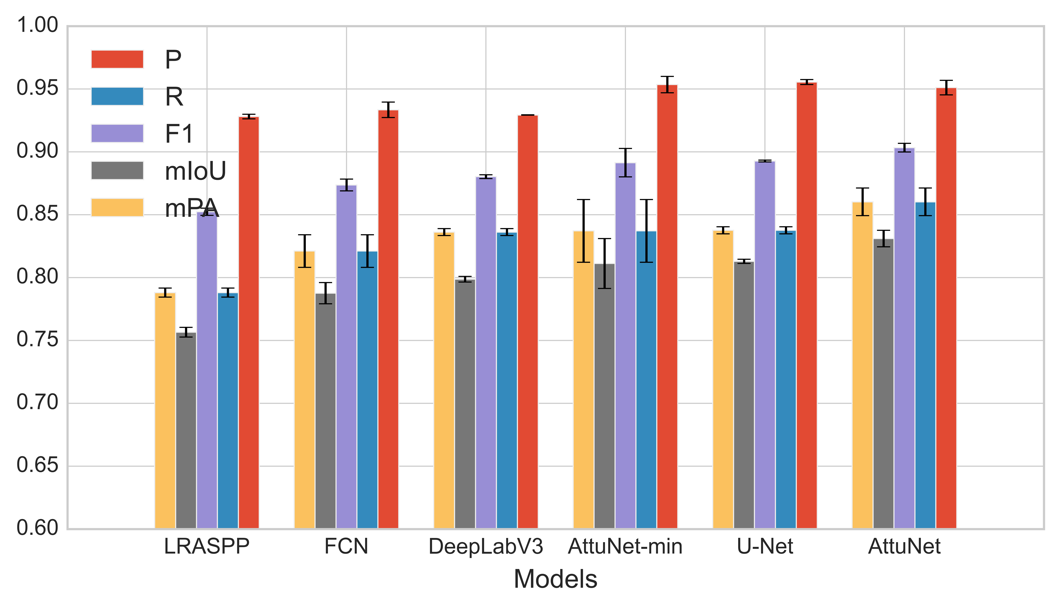 1.00
0.95
0.90
0.85
0.80
0.75
0.70
0.65
0.60
P
R
F1
mIoU
mPA
LRASPP FCN DeepLabV3 AttuNet-min U-Net AttuNet
Models